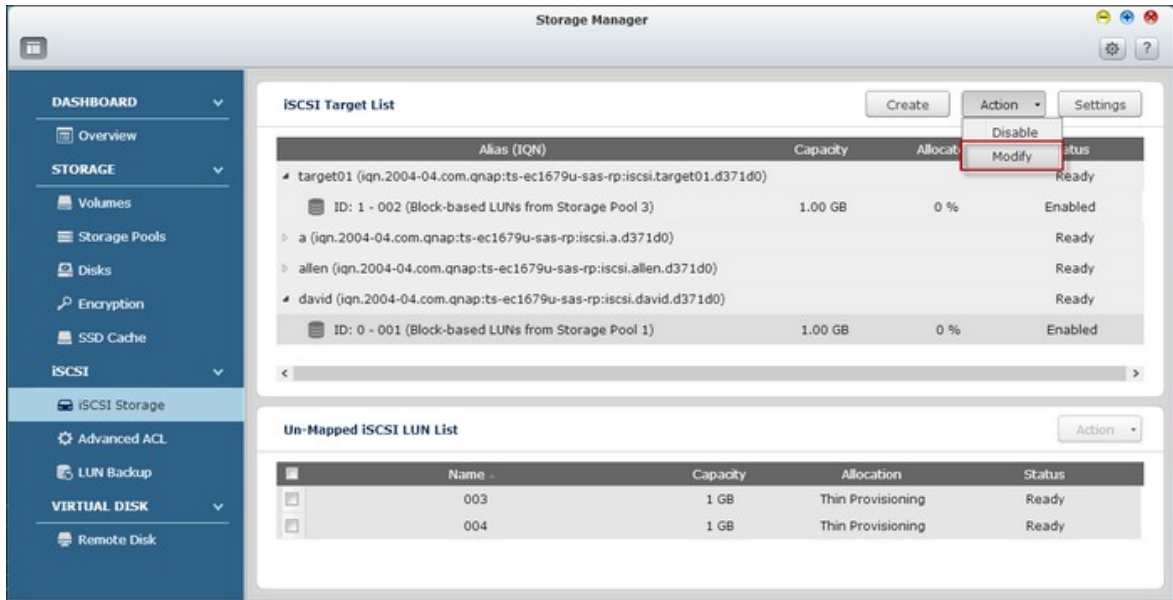 Storage Manager
?
DASHBOARD
Overview
STORAGE
Volumes
Storage Pools
Disks
Encryption
SSD Cache
iSCSI
iSCSI Storage
Advanced ACL
LUN Backup
VIRTUAL DISK
Remote Disk
iSCSI Target List Create Action Settings
Disable
Modify
Alias (IQN) Capacity Allocat atus
target01 (iqn.2004-04.com.qnap:ts-ec1679u-sas-rp:iscsi.target01.d371d0) Ready
ID: 1 - 002 (Block-based LUNs from Storage Pool 3) 1.00 GB 0 % Enabled
a (iqn.2004-04.com.qnap:ts-ec1679u-sas-rp:iscsi.a.d371d0) Ready
allen (iqn.2004-04.com.qnap:ts-ec1679u-sas-rp:iscsi.allen.d371d0) Ready
david (iqn.2004-04.com.qnap:ts-ec1679u-sas-rp:iscsi.david.d371d0) Ready
ID: 0 - 001 (Block-based LUNs from Storage Pool 1) 1.00 GB 0 % Enabled
Un-Mapped iSCSI LUN List Action
Name Capacity Allocation Status
003 1 GB Thin Provisioning Ready
004 1 GB Thin Provisioning Ready